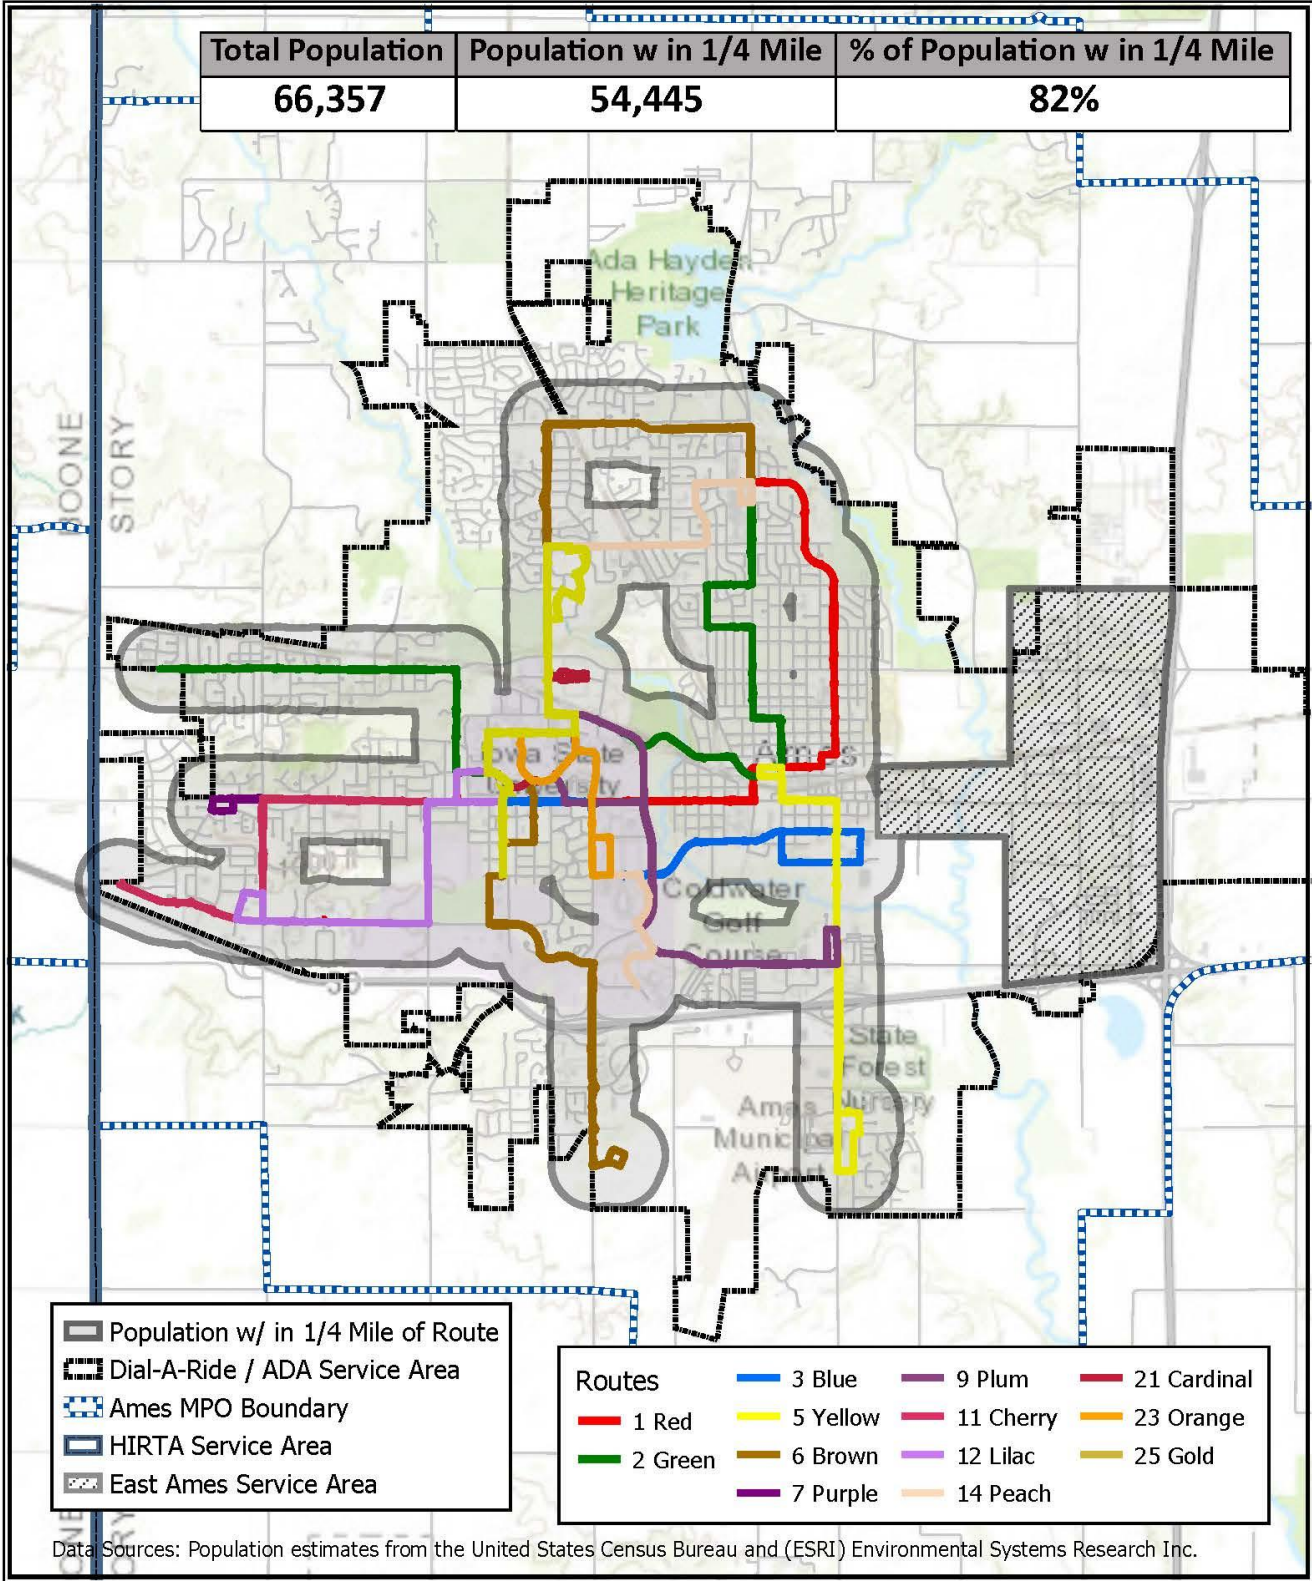 Total Population Population w in 1/4 Mile % of Population w in 1/4 Mile
66,357 54,445 82%
Ada Hayden
Heritage
Park
BOONE
STORY
Iowa State
University
Ames
Coldwater
Golf
Course
State
Forest
Nursery
Ames
Municipal
Airport
Population w/ in 1/4 Mile of Route
Dial-A-Ride / ADA Service Area
Ames MPO Boundary
HIRTA Service Area
East Ames Service Area
Routes
1 Red
2 Green
3 Blue
5 Yellow
6 Brown
7 Purple
9 Plum
11 Cherry
12 Lilac
14 Peach
21 Cardinal
23 Orange
25 Gold
Data Sources: Population estimates from the United States Census Bureau and (ESRI) Environmental Systems Research Inc.